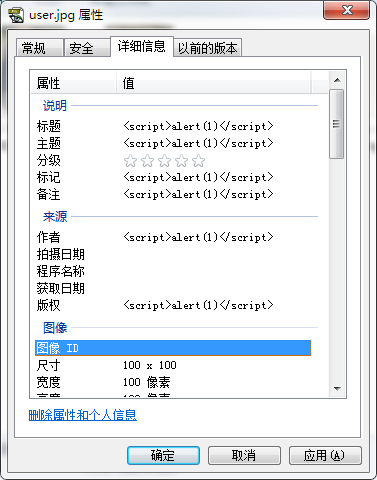 user.jpg 属性
常规 安全 详细信息 以前的版本
属性 值
说明
标题 <script>alert(1)</script>
主题 <script>alert(1)</script>
分级
标记 <script>alert(1)</script>
备注 <script>alert(1)</script>
来源
作者 <script>alert(1)</script>
拍摄日期
程序名称
获取日期
版权 <script>alert(1)</script>
图像
图像 ID
尺寸 100 x 100
宽度 100 像素
高度 100 像素
删除属性和个人信息
确定 取消 应用(A)